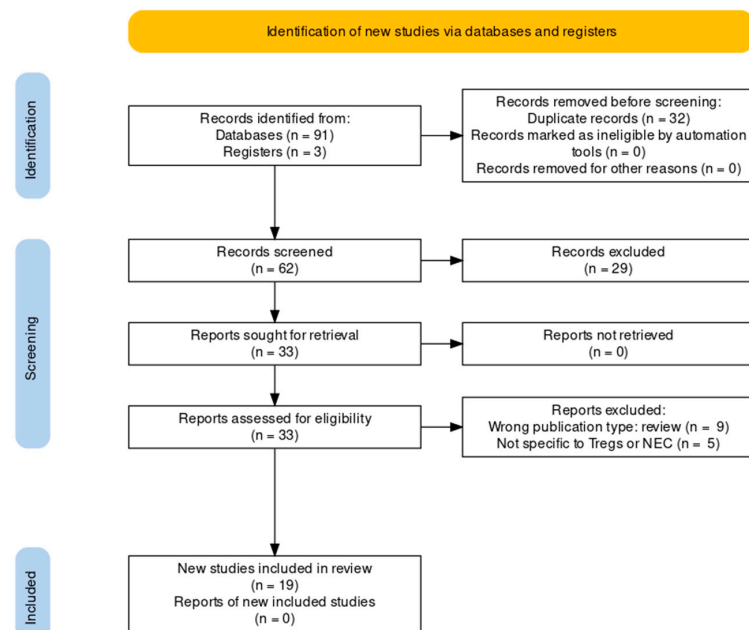 Identification of new studies via databases and registers
Identification
Records identified from:
Databases (n = 91)
Registers (n = 3)
Records removed before screening:
Duplicate records (n = 32)
Records marked as ineligible by automation
tools (n = 0)
Records removed for other reasons (n = 0)
Screening
Records screened
(n = 62)
Records excluded
(n = 29)
Reports sought for retrieval
(n = 33)
Reports not retrieved
(n = 0)
Reports assessed for eligibility
(n = 33)
Reports excluded:
Wrong publication type: review (n = 9)
Not specific to Tregs or NEC (n = 5)
Included
New studies included in review
(n = 19)
Reports of new included studies
(n = 0)